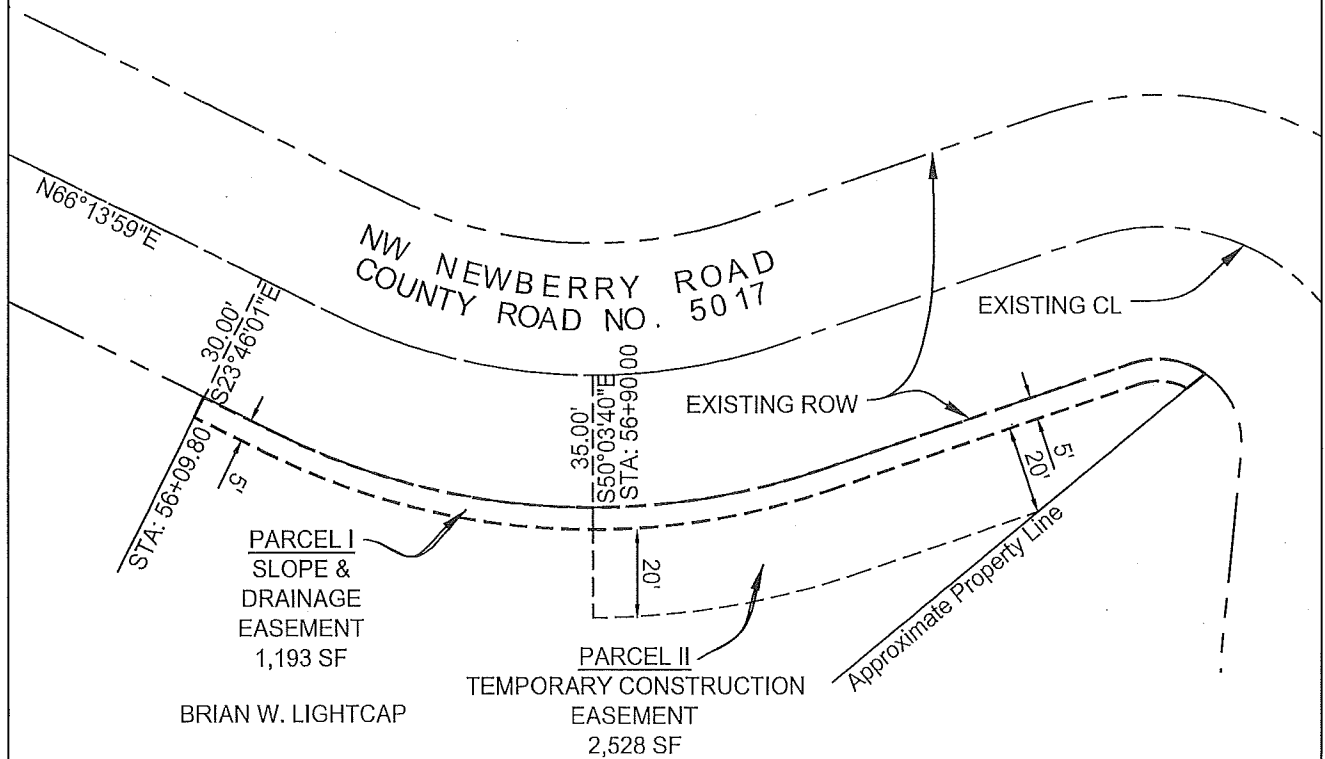 N66°13'59"E
NW NEWBERRY ROAD
COUNTY ROAD NO. 5017
EXISTING CL
30.00'
S23°46'01"E
35.00'
S50°03'40"E
STA: 56+90.00
EXISTING ROW
STA: 56+09.80
5'
5'
20'
20'
PARCEL I
SLOPE &
DRAINAGE
EASEMENT
1,193 SF
Approximate Property Line
PARCEL II
TEMPORARY CONSTRUCTION
EASEMENT
2,528 SF
BRIAN W. LIGHTCAP